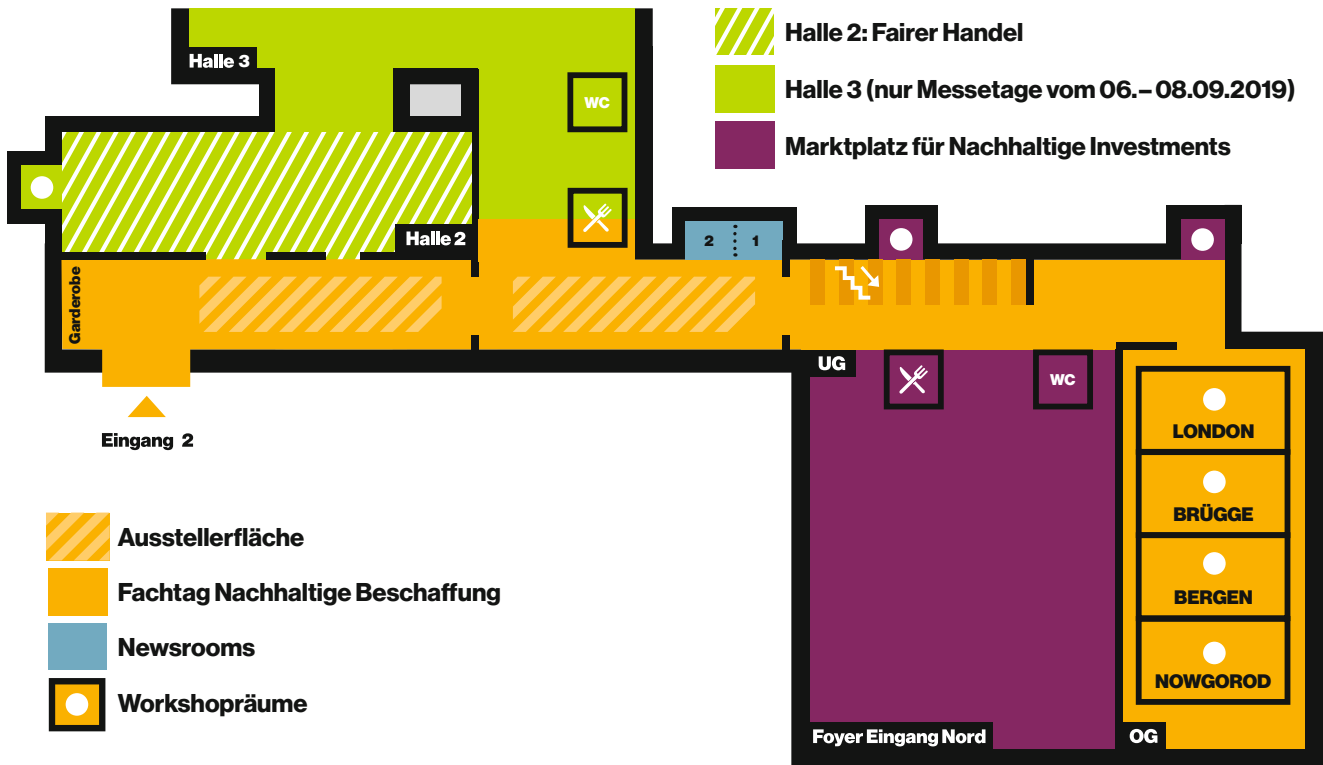 Halle 3
WC
Halle 2
2
1
Garderobe
Eingang 2
Halle 2: Fairer Handel
Halle 3 (nur Messetage vom 06. – 08.09.2019)
Marktplatz für Nachhaltige Investments
UG
WC
LONDON
BRÜGGE
BERGEN
NOWGOROD
Foyer Eingang Nord
OG
Ausstellerfläche
Fachtag Nachhaltige Beschaffung
Newsrooms
Workshopräume